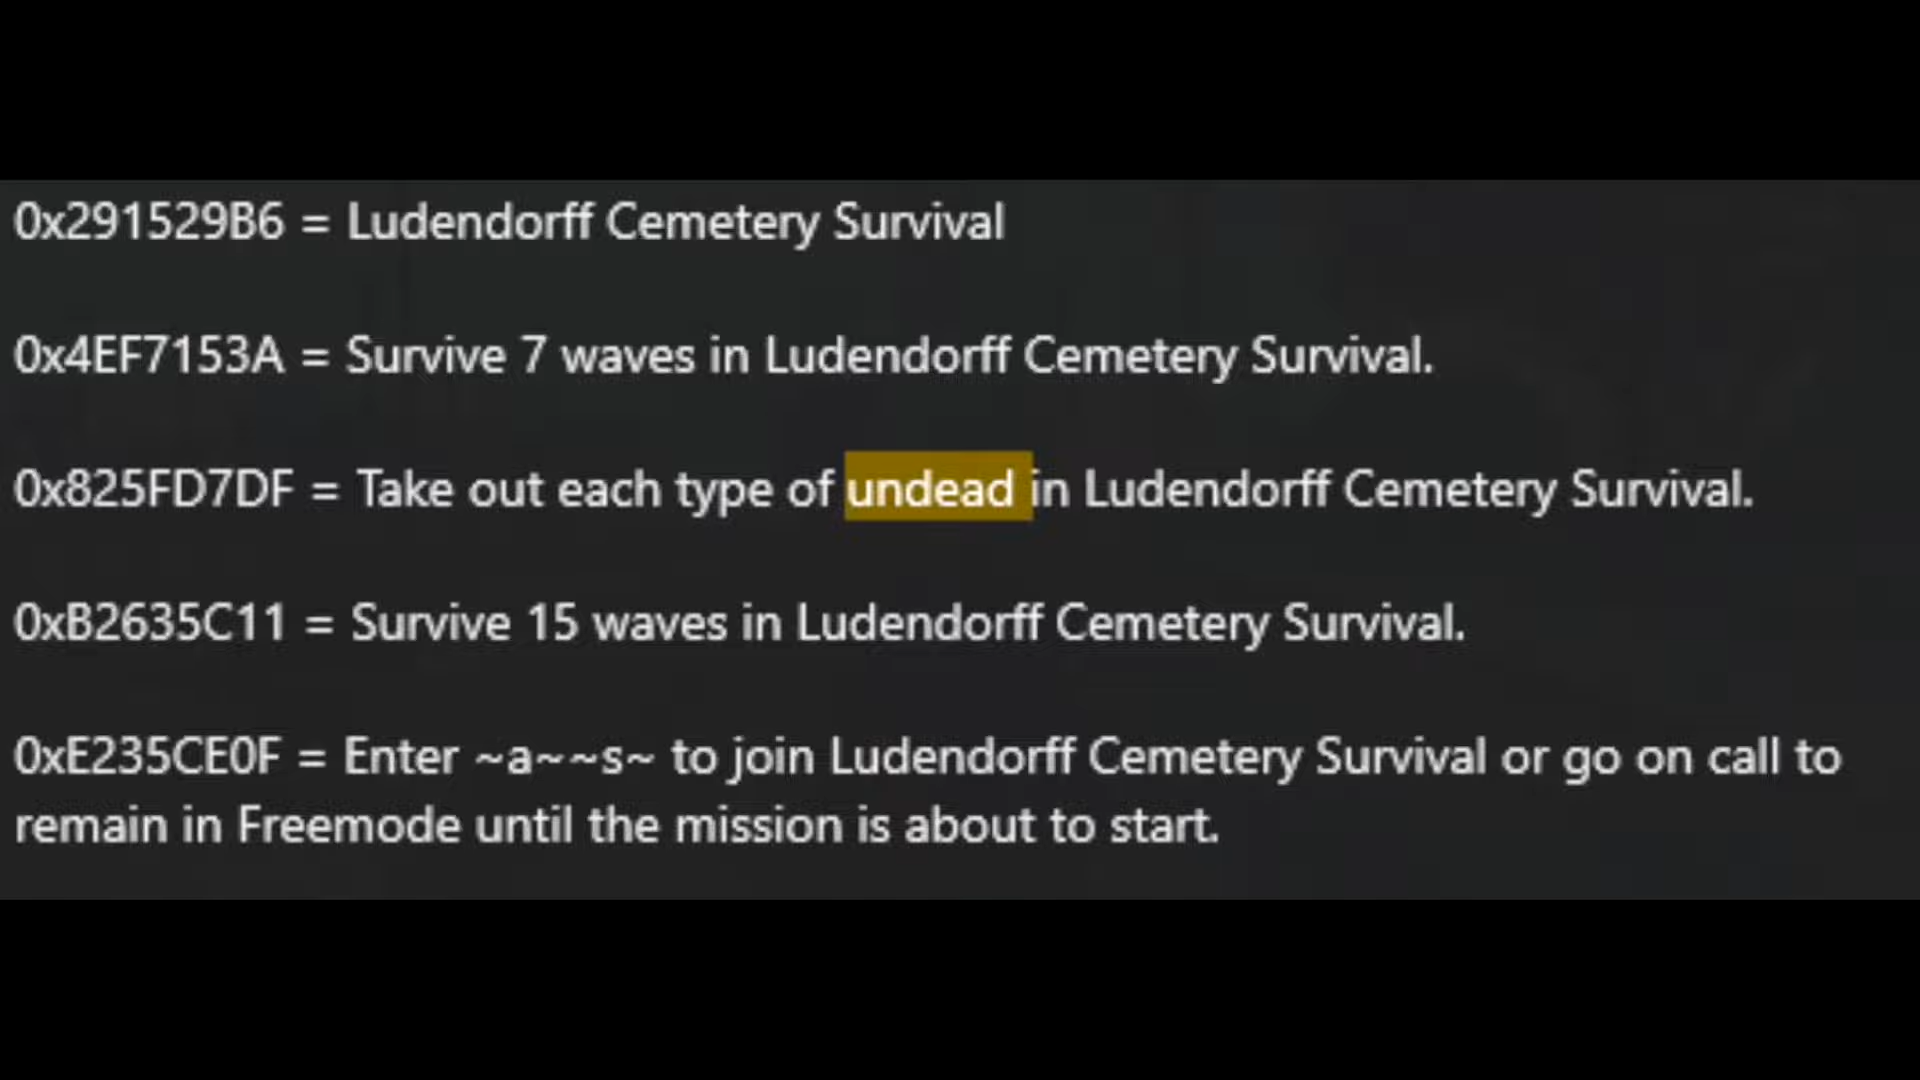 0x291529B6 = Ludendorff Cemetery Survival
0x4EF7153A = Survive 7 waves in Ludendorff Cemetery Survival.
0x825FD7DF = Take out each type of undead in Ludendorff Cemetery Survival.
0xB2635C11 = Survive 15 waves in Ludendorff Cemetery Survival.
0xE235CE0F = Enter ~a~~s~ to join Ludendorff Cemetery Survival or go on call to
remain in Freemode until the mission is about to start.